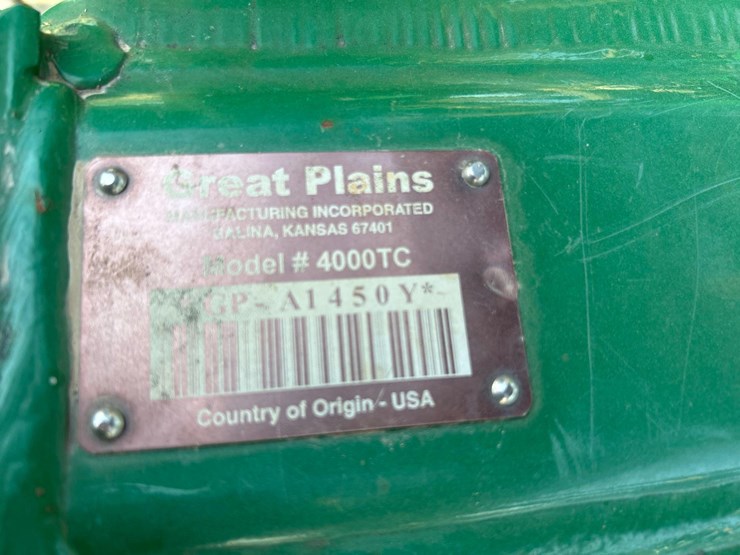 Great Plains
MANUFACTURING INCORPORATED
SALINA, KANSAS 67401
Model # 4000TC
GP-A1450Y*
Country of Origin - USA